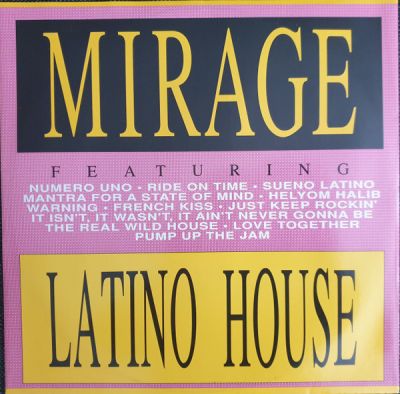 MIRAGE
FEATURING
NUMERO UNO • RIDE ON TIME • SUENO LATINO
MANTRA FOR A STATE OF MIND • HELYOM HALIB
WARNING • FRENCH KISS • JUST KEEP ROCKIN'
IT ISN'T, IT WASN'T, IT AIN'T NEVER GONNA BE
THE REAL WILD HOUSE • LOVE TOGETHER
PUMP UP THE JAM
LATINO HOUSE